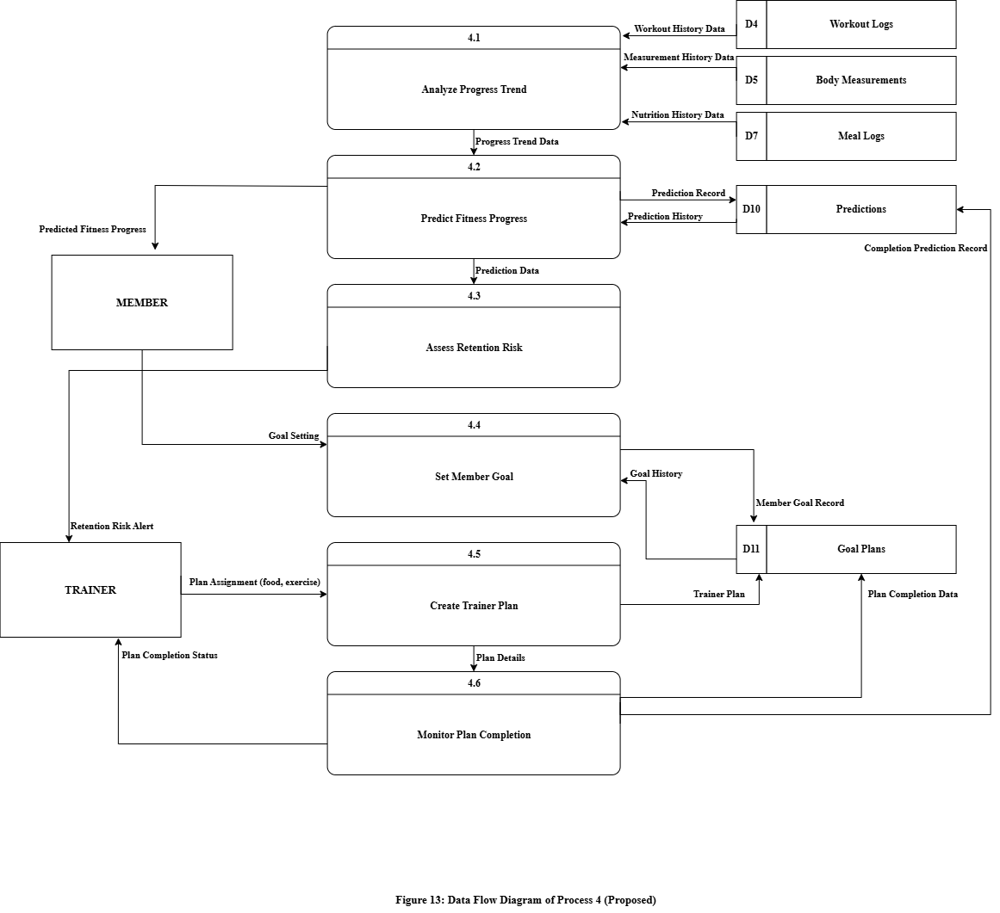 D4
Workout Logs
Workout History Data
4.1
Measurement History Data
D5
Body Measurements
Analyze Progress Trend
Nutrition History Data
D7
Meal Logs
Progress Trend Data
4.2
Prediction Record
D10
Predictions
Predict Fitness Progress
Prediction History
Predicted Fitness Progress
Completion Prediction Record
Prediction Data
4.3
MEMBER
Assess Retention Risk
4.4
Goal Setting
Set Member Goal
Goal History
Member Goal Record
Retention Risk Alert
D11
Goal Plans
4.5
TRAINER
Plan Assignment (food, exercise)
Create Trainer Plan
Trainer Plan
Plan Completion Data
Plan Completion Status
Plan Details
4.6
Monitor Plan Completion
Figure 13: Data Flow Diagram of Process 4 (Proposed)